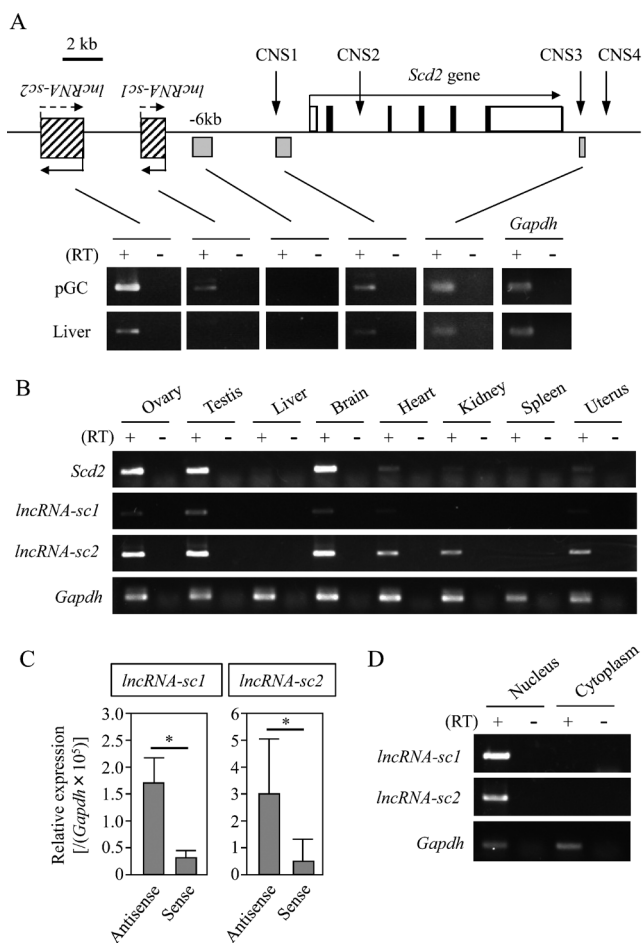 A
2 kb
lncRNA-sc2
lncRNA-sc1
-6kb
CNS1
CNS2
Scd2 gene
CNS3
CNS4
Gapdh
(RT) + - + - + - + - + - + -
pGC
Liver
B
Ovary Testis Liver Brain Heart Kidney Spleen Uterus
(RT) + - + - + - + - + - + - + - + -
Scd2
lncRNA-sc1
lncRNA-sc2
Gapdh
C
lncRNA-sc1
lncRNA-sc2
Relative expression
[/(Gapdh × 10⁵)]
3.0
2.5
2.0
1.5
1.0
0.5
0
*
Antisense
Sense
6
5
4
3
2
1
0
*
Antisense
Sense
D
Nucleus Cytoplasm
(RT) + - + -
lncRNA-sc1
lncRNA-sc2
Gapdh